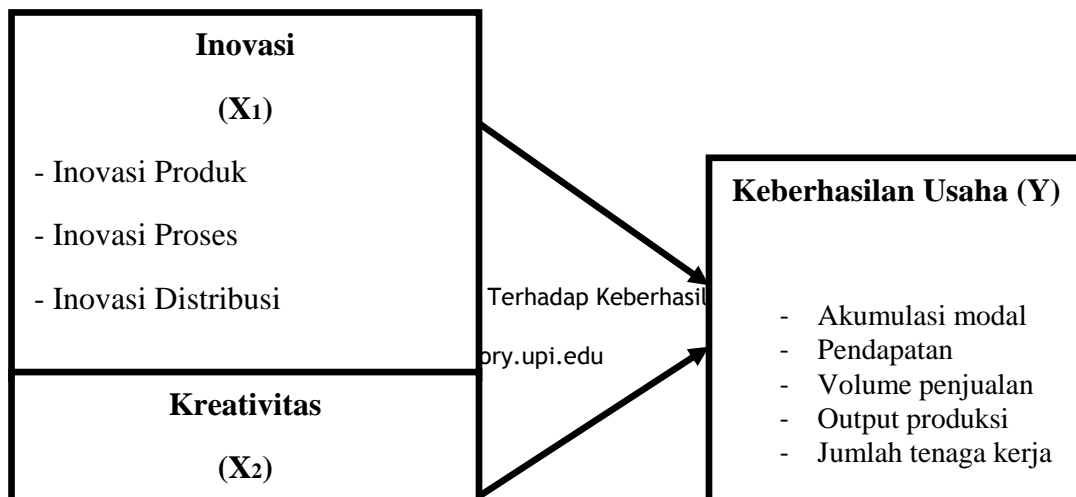 Inovasi
(X1)
- Inovasi Produk
- Inovasi Proses
- Inovasi Distribusi
Terhadap Keberhasil
ory.upi.edu
Kreativitas
(X2)
Keberhasilan Usaha (Y)
- Akumulasi modal
- Pendapatan
- Volume penjualan
- Output produksi
- Jumlah tenaga kerja